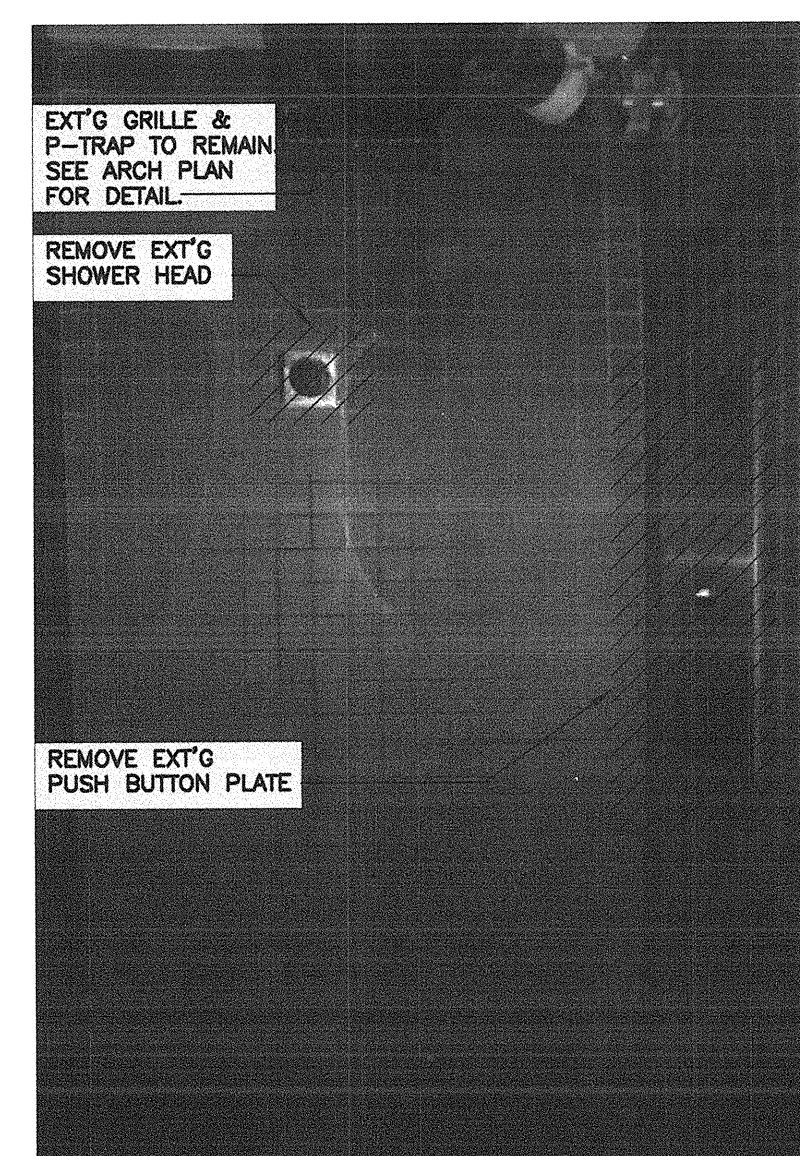 EXT'G GRILLE &
P-TRAP TO REMAIN.
SEE ARCH PLAN
FOR DETAIL.
REMOVE EXT'G
SHOWER HEAD
REMOVE EXT'G
PUSH BUTTON PLATE